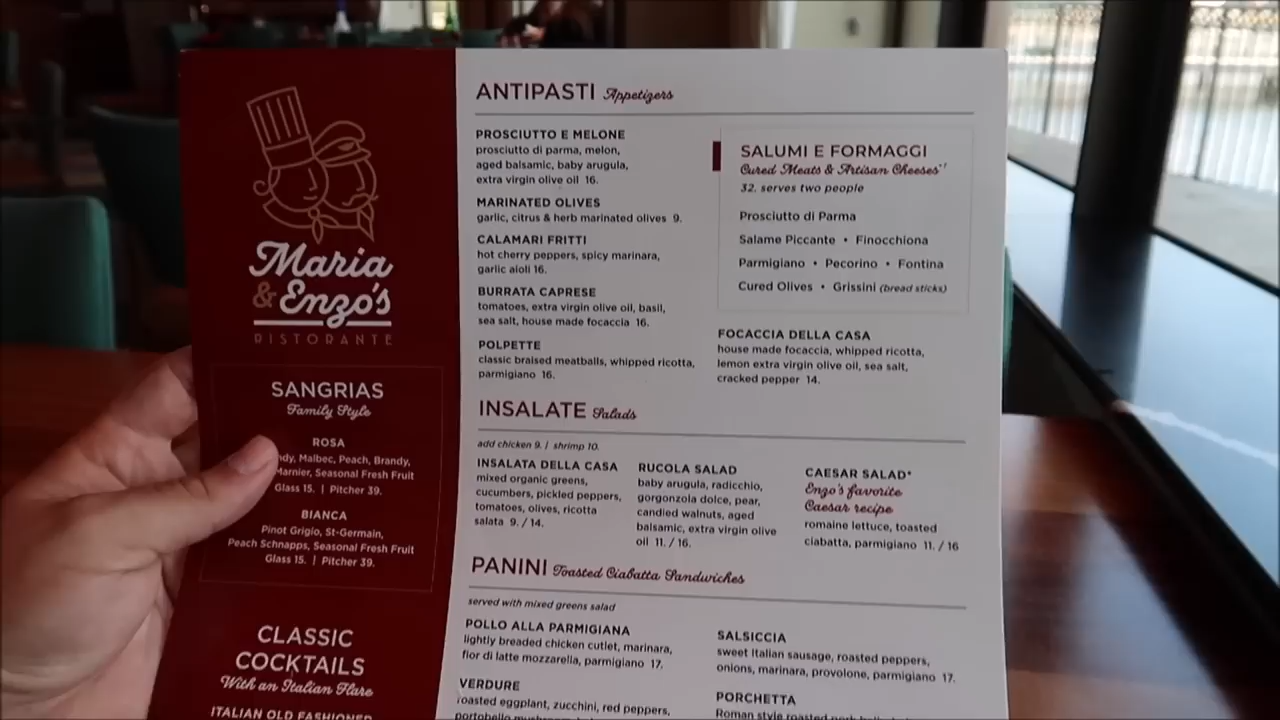 Maria
& Enzo's
RISTORANTE
SANGRIAS
Family Style
ROSA
Malbec, Peach, Brandy,
Marnier, Seasonal Fresh Fruit
Glass 15. | Pitcher 39.
BIANCA
Pinot Grigio, St-Germain,
Peach Schnapps, Seasonal Fresh Fruit
Glass 15. | Pitcher 39.
CLASSIC
COCKTAILS
With an Italian Flare
ITALIAN OLD FASHIONED
ANTIPASTI Appetizers
PROSCIUTTO E MELONE
prosciutto di parma, melon,
aged balsamic, baby arugula,
extra virgin olive oil 16.
MARINATED OLIVES
garlic, citrus & herb marinated olives 9.
CALAMARI FRITTI
hot cherry peppers, spicy marinara,
garlic aioli 16.
BURRATA CAPRESE
tomatoes, extra virgin olive oil, basil,
sea salt, house made focaccia 16.
POLPETTE
classic braised meatballs, whipped ricotta,
parmigiano 16.
SALUMI E FORMAGGI
Cured Meats & Artisan Cheeses*†
32. serves two people
Prosciutto di Parma
Salame Piccante • Finocchiona
Parmigiano • Pecorino • Fontina
Cured Olives • Grissini (bread sticks)
FOCACCIA DELLA CASA
house made focaccia, whipped ricotta,
lemon extra virgin olive oil, sea salt,
cracked pepper 14.
INSALATE Salads
add chicken 9. / shrimp 10.
INSALATA DELLA CASA
mixed organic greens,
cucumbers, pickled peppers,
tomatoes, olives, ricotta
salata 9. / 14.
RUCOLA SALAD
baby arugula, radicchio,
gorgonzola dolce, pear,
candied walnuts, aged
balsamic, extra virgin olive
oil 11. / 16.
CAESAR SALAD*
Enzo's favorite
Caesar recipe
romaine lettuce, toasted
ciabatta, parmigiano 11. / 16
PANINI Toasted Ciabatta Sandwiches
served with mixed greens salad
POLLO ALLA PARMIGIANA
lightly breaded chicken cutlet, marinara,
fior di latte mozzarella, parmigiano 17.
VERDURE
roasted eggplant, zucchini, red peppers,
portobello mushroom
SALSICCIA
sweet Italian sausage, roasted peppers,
onions, marinara, provolone, parmigiano 17.
PORCHETTA
Roman style roasted pork